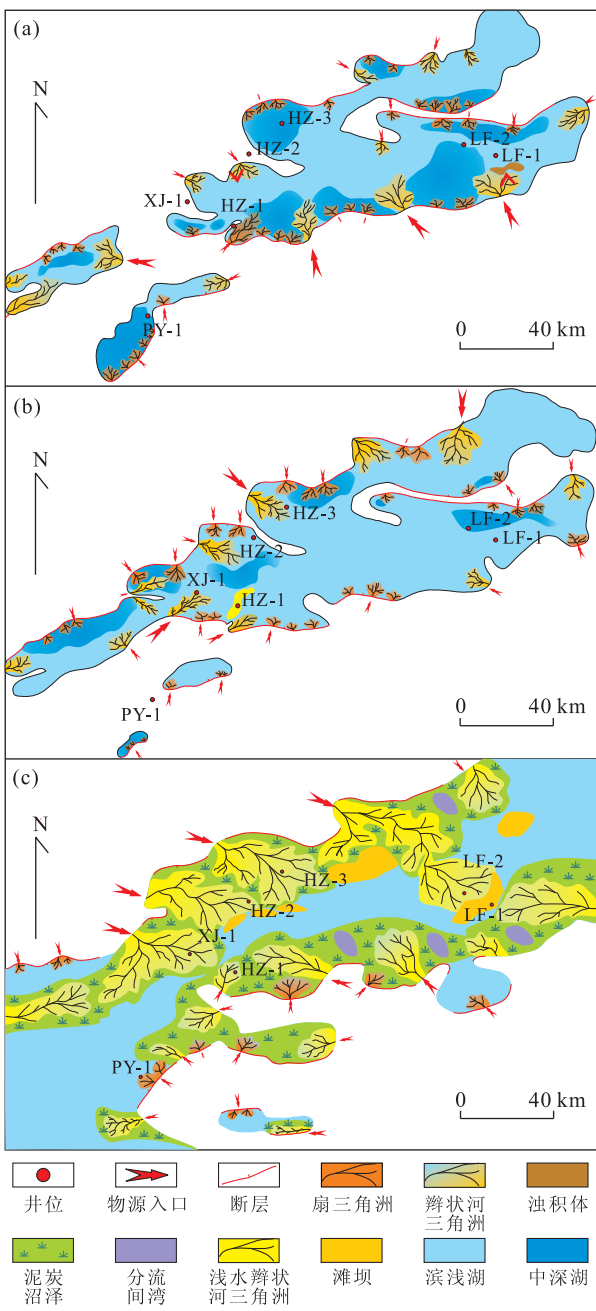 (a)
N
HZ-3
HZ-2
LF-2
LF-1
XJ-1
HZ-1
PY-1
0 40 km
(b)
N
HZ-3
HZ-2
LF-2
LF-1
XJ-1
HZ-1
PY-1
0 40 km
(c)
N
LF-2
HZ-3
HZ-2
LF-1
XJ-1
HZ-1
PY-1
0 40 km
井位
物源入口
断层
扇三角洲
辫状河
三角洲
浊积体
泥炭
沼泽
分流
间湾
浅水辫状
河三角洲
滩坝
滨浅湖
中深湖